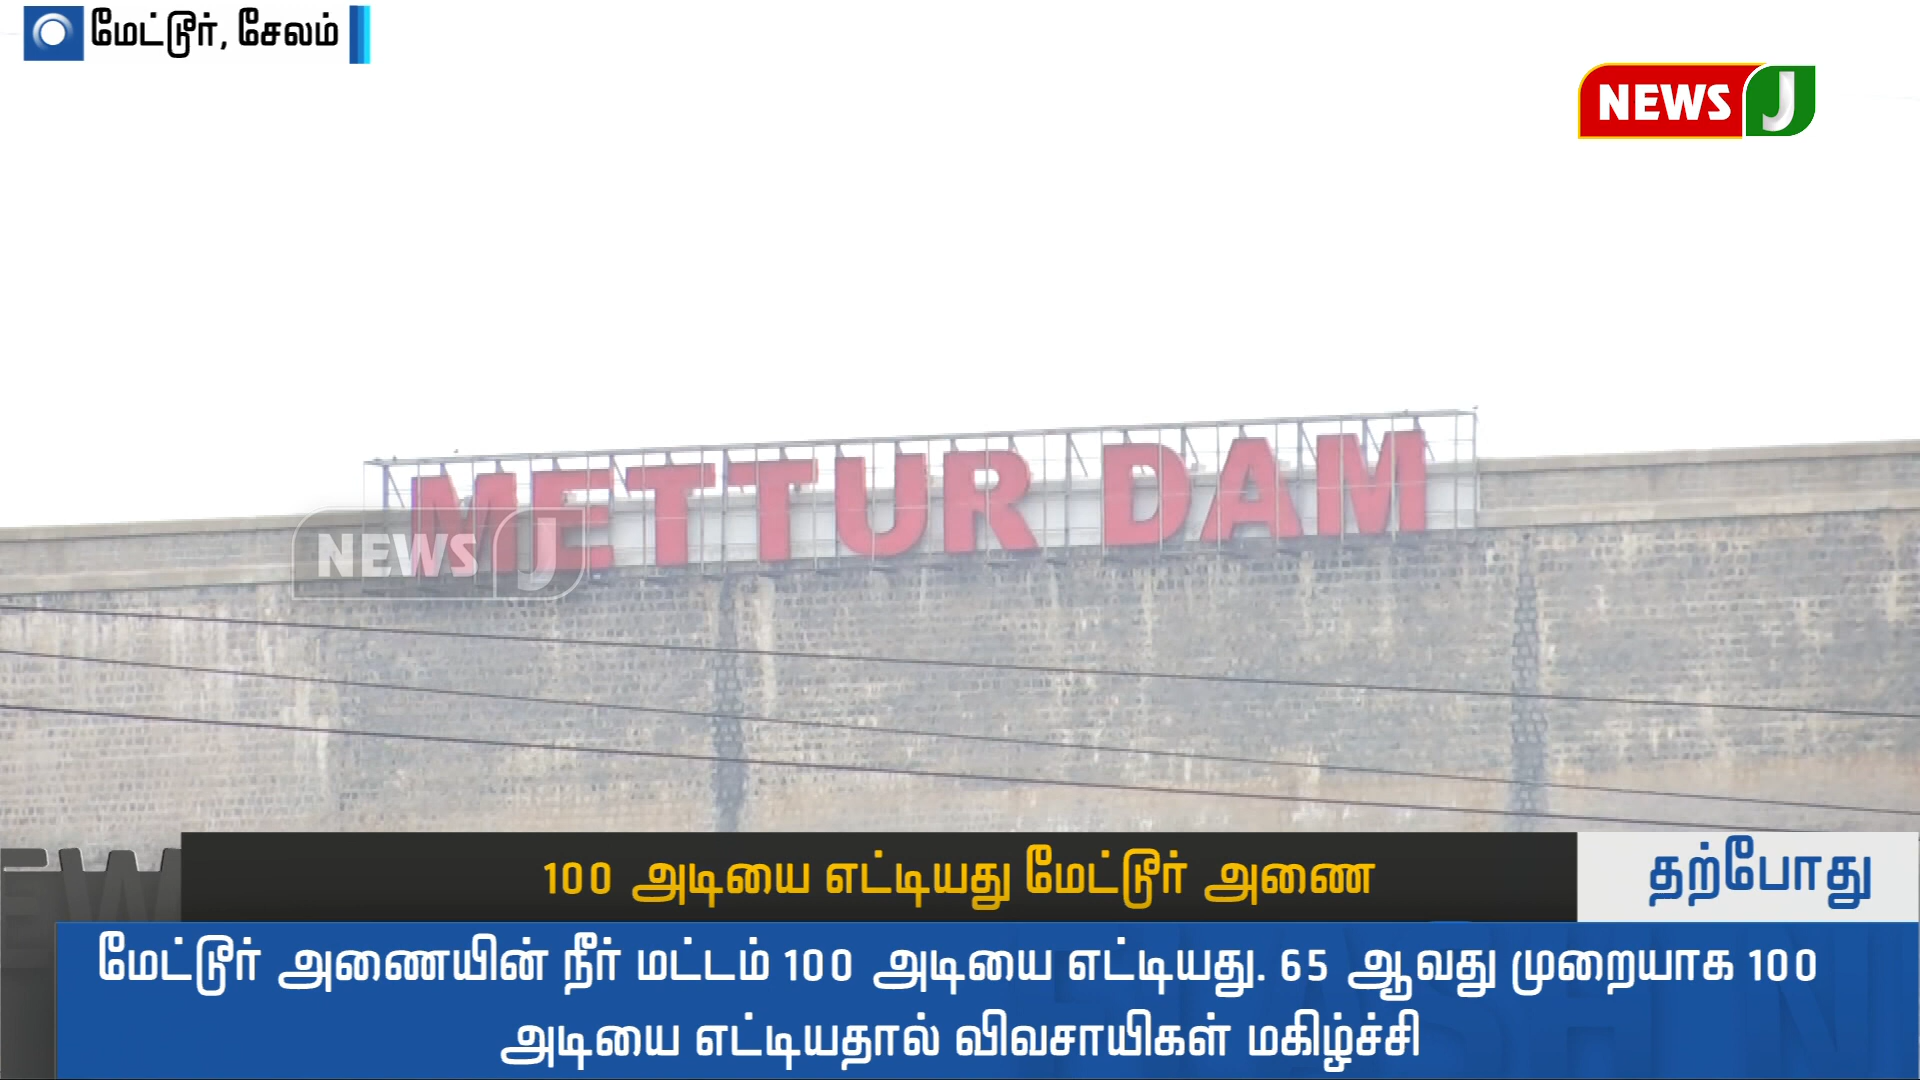 மேட்டூர், சேலம்
NEWS J
METTUR DAM
NEWS J
100 அடியை எட்டியது மேட்டூர் அணை
தற்போது
மேட்டூர் அணையின் நீர் மட்டம் 100 அடியை எட்டியது. 65 ஆவது முறையாக 100
அடியை எட்டியதால் விவசாயிகள் மகிழ்ச்சி